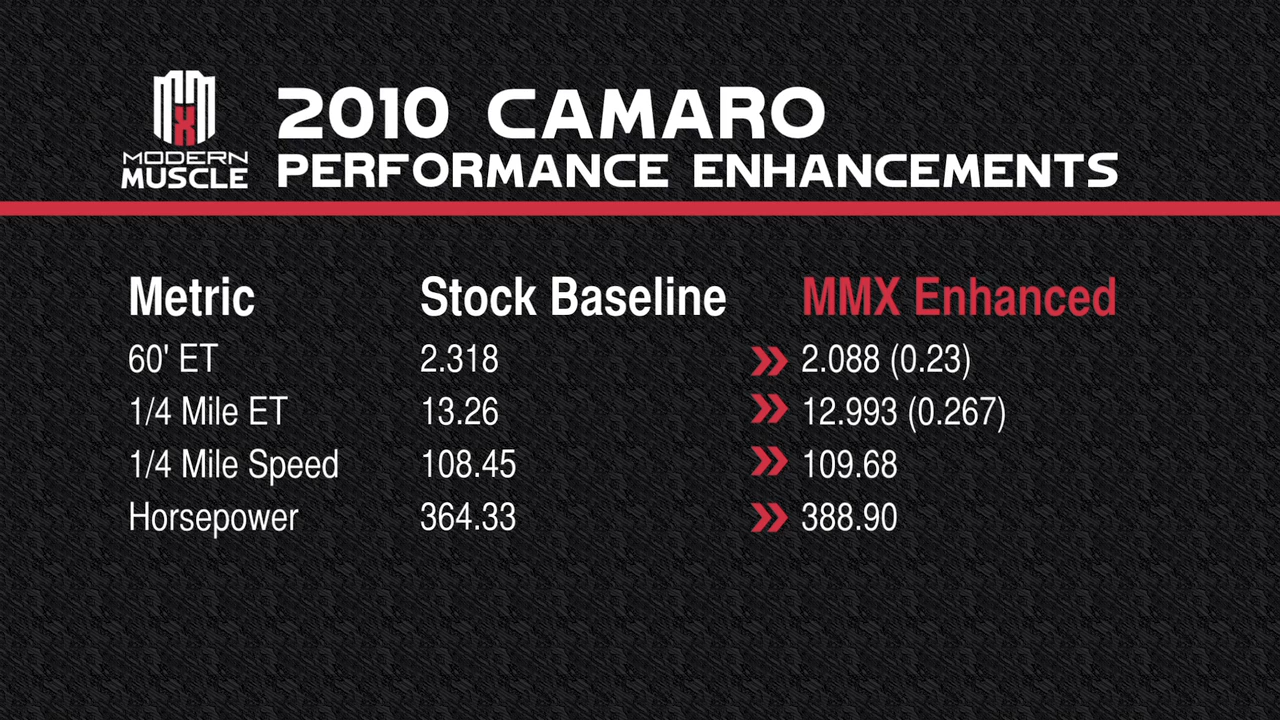 MMX
MODERN
MUSCLE
2010 CAMARO
PERFORMANCE ENHANCEMENTS
Metric Stock Baseline MMX Enhanced
60' ET 2.318 2.088 (0.23)
1/4 Mile ET 13.26 12.993 (0.267)
1/4 Mile Speed 108.45 109.68
Horsepower 364.33 388.90